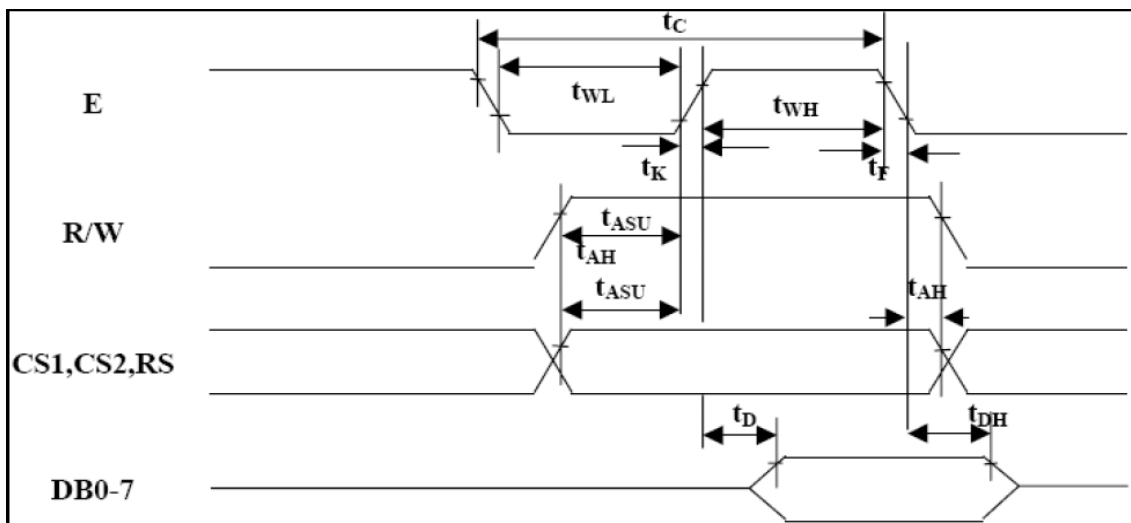 tC
E
tWL
tWH
tK
tF
R/W
tASU
tAH
tASU
tAH
CS1,CS2,RS
tD
tDH
DB0-7